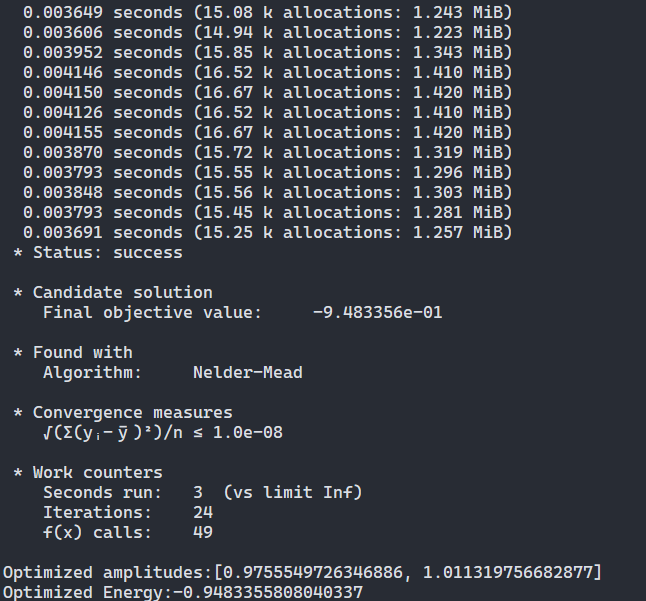 0.003649 seconds (15.08 k allocations: 1.243 MiB)
0.003606 seconds (14.94 k allocations: 1.223 MiB)
0.003952 seconds (15.85 k allocations: 1.343 MiB)
0.004146 seconds (16.52 k allocations: 1.410 MiB)
0.004150 seconds (16.67 k allocations: 1.420 MiB)
0.004126 seconds (16.52 k allocations: 1.410 MiB)
0.004155 seconds (16.67 k allocations: 1.420 MiB)
0.003870 seconds (15.72 k allocations: 1.319 MiB)
0.003793 seconds (15.55 k allocations: 1.296 MiB)
0.003848 seconds (15.56 k allocations: 1.303 MiB)
0.003793 seconds (15.45 k allocations: 1.281 MiB)
0.003691 seconds (15.25 k allocations: 1.257 MiB)
* Status: success
* Candidate solution
Final objective value: -9.483356e-01
* Found with
Algorithm: Nelder-Mead
* Convergence measures
√(Σ(yᵢ-ȳ)²)/n ≤ 1.0e-08
* Work counters
Seconds run: 3 (vs limit Inf)
Iterations: 24
f(x) calls: 49
Optimized amplitudes:[0.9755549726346886, 1.011319756682877]
Optimized Energy:-0.9483355808040337